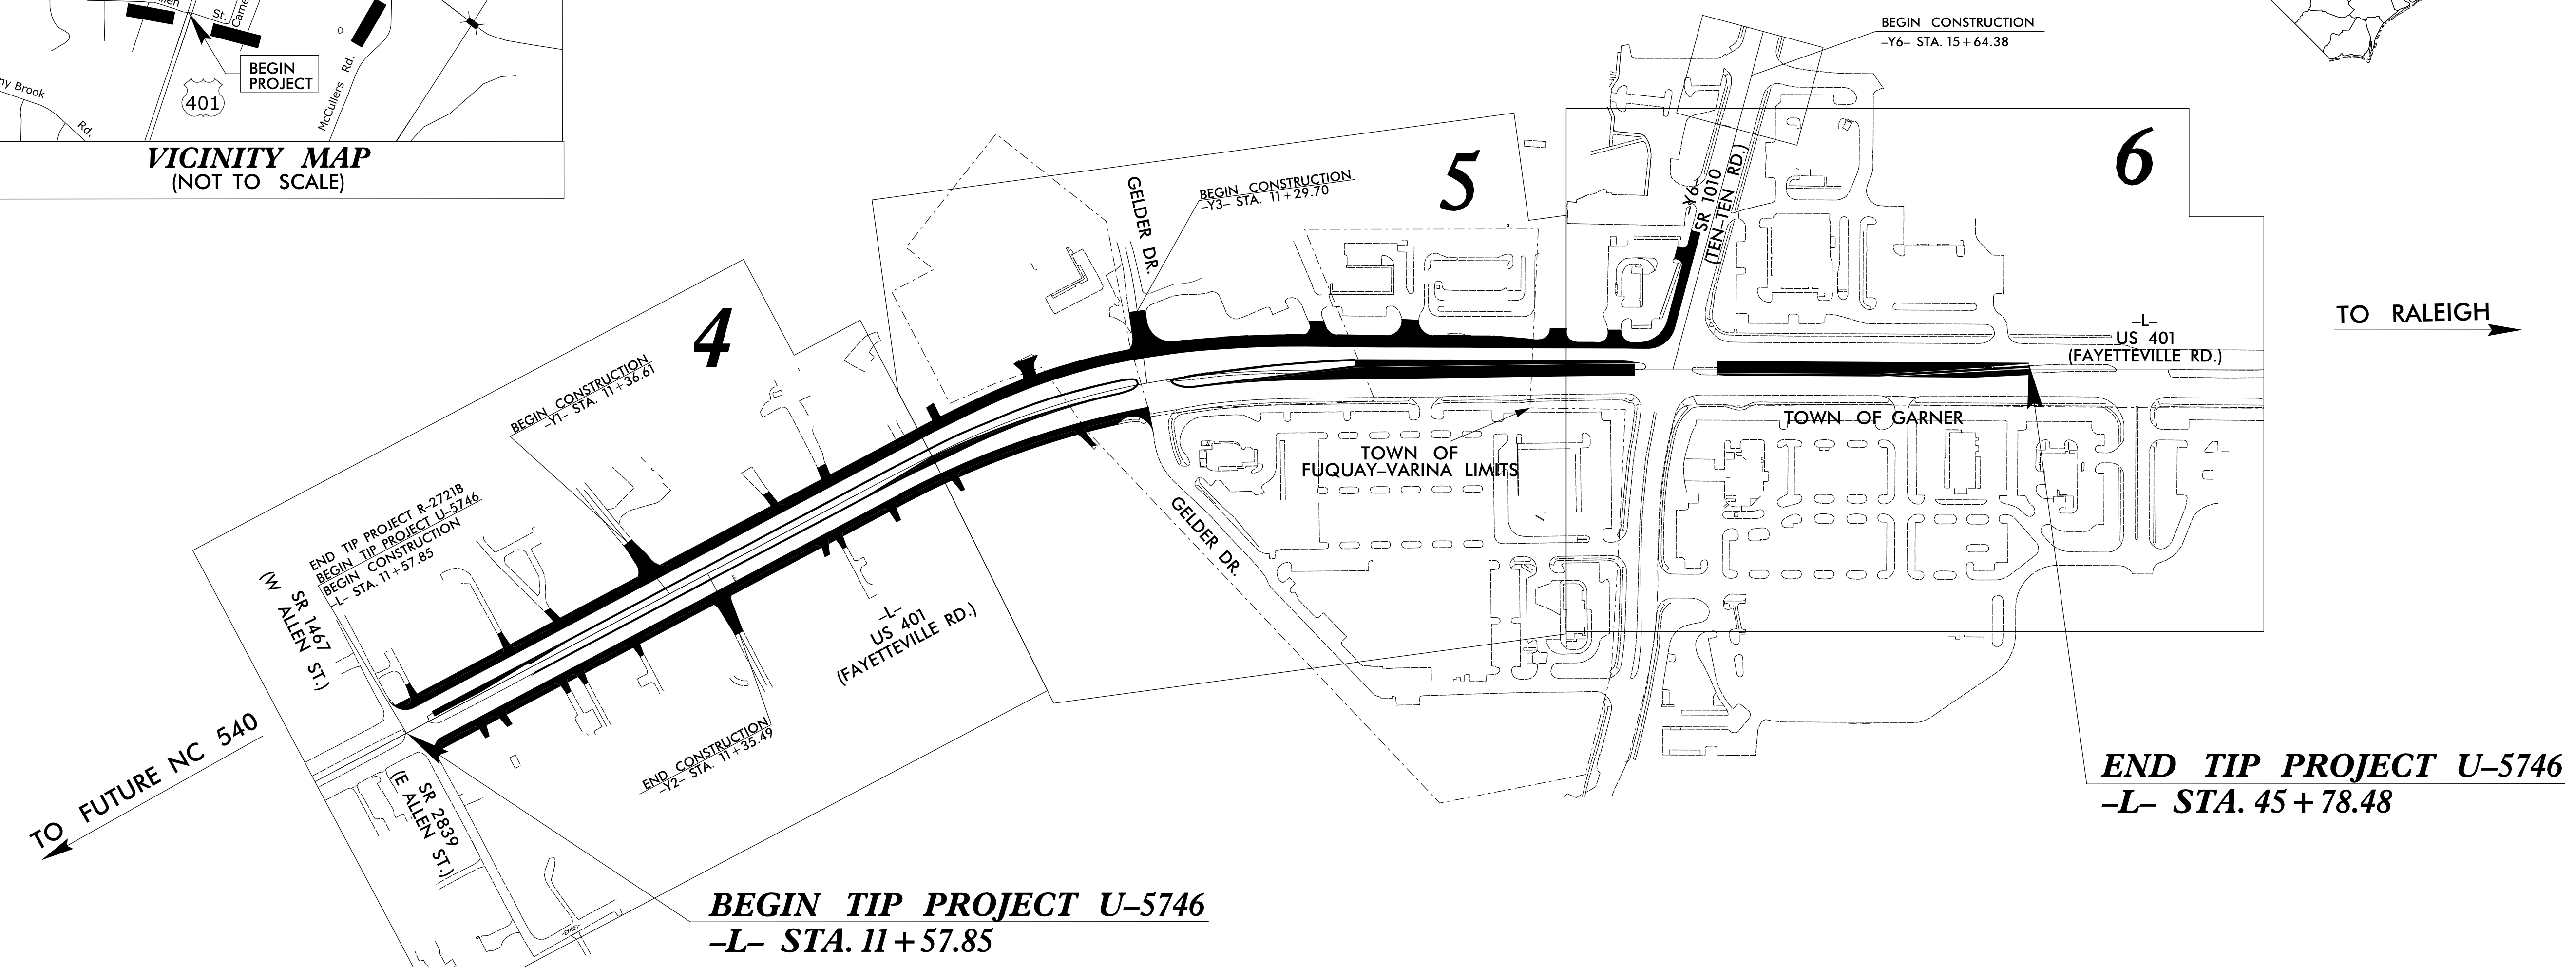 St.
BEGIN
PROJECT
401
McCullers Rd.
Brook
Rd.
VICINITY MAP
(NOT TO SCALE)
BEGIN CONSTRUCTION
–Y6– STA. 15+64.38
4
5
6
BEGIN CONSTRUCTION
–Y3– STA. 11+29.70
GELDER DR.
–Y6–
SR 1010
(TEN–TEN RD.)
TO RALEIGH
–L–
US 401
(FAYETTEVILLE RD.)
BEGIN CONSTRUCTION
–Y1– STA. 11+36.61
TOWN OF GARNER
TOWN OF
FUQUAY–VARINA LIMITS
END TIP PROJECT R–2721B
BEGIN TIP PROJECT U–5746
BEGIN CONSTRUCTION
–L– STA. 11+57.85
SR 1467
(W ALLEN ST.)
GELDER DR.
–L–
US 401
(FAYETTEVILLE RD.)
END CONSTRUCTION
–Y2– STA. 11+35.49
TO FUTURE NC 540
SR 2839
(E ALLEN ST.)
END TIP PROJECT U–5746
–L– STA. 45+78.48
BEGIN TIP PROJECT U–5746
–L– STA. 11+57.85